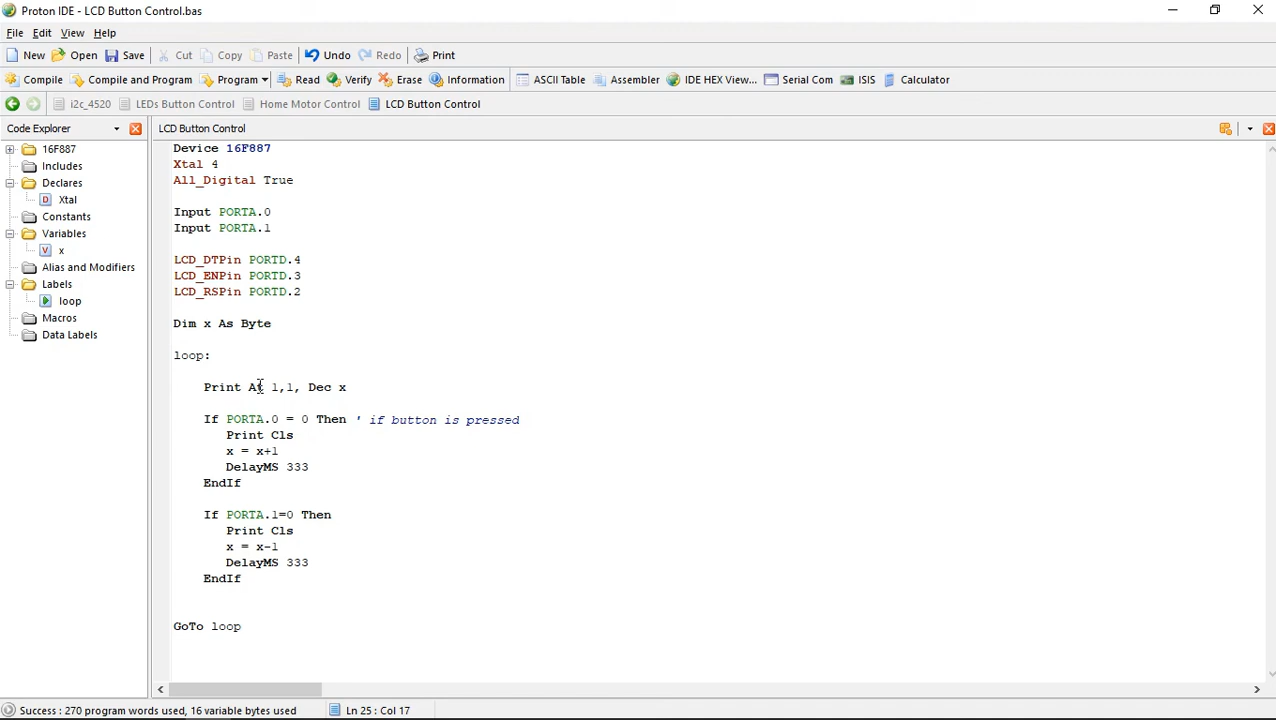 Proton IDE - LCD Button Control.bas
File Edit View Help
New Open Save Cut Copy Paste Undo Redo Print
Compile Compile and Program Program Read Verify Erase Information ASCII Table Assembler IDE HEX View... Serial Com ISIS Calculator
i2c_4520 LEDs Button Control Home Motor Control LCD Button Control
Code Explorer
16F887
Includes
Declares
D Xtal
Constants
Variables
V x
Alias and Modifiers
Labels
loop
Macros
Data Labels
LCD Button Control
Device 16F887
Xtal 4
All_Digital True
Input PORTA.0
Input PORTA.1
LCD_DTPin PORTD.4
LCD_ENPin PORTD.3
LCD_RSPin PORTD.2
Dim x As Byte
loop:
Print At 1,1, Dec x
If PORTA.0 = 0 Then ' if button is pressed
Print Cls
x = x+1
DelayMS 333
EndIf
If PORTA.1=0 Then
Print Cls
x = x-1
DelayMS 333
EndIf
GoTo loop
Success : 270 program words used, 16 variable bytes used Ln 25 : Col 17